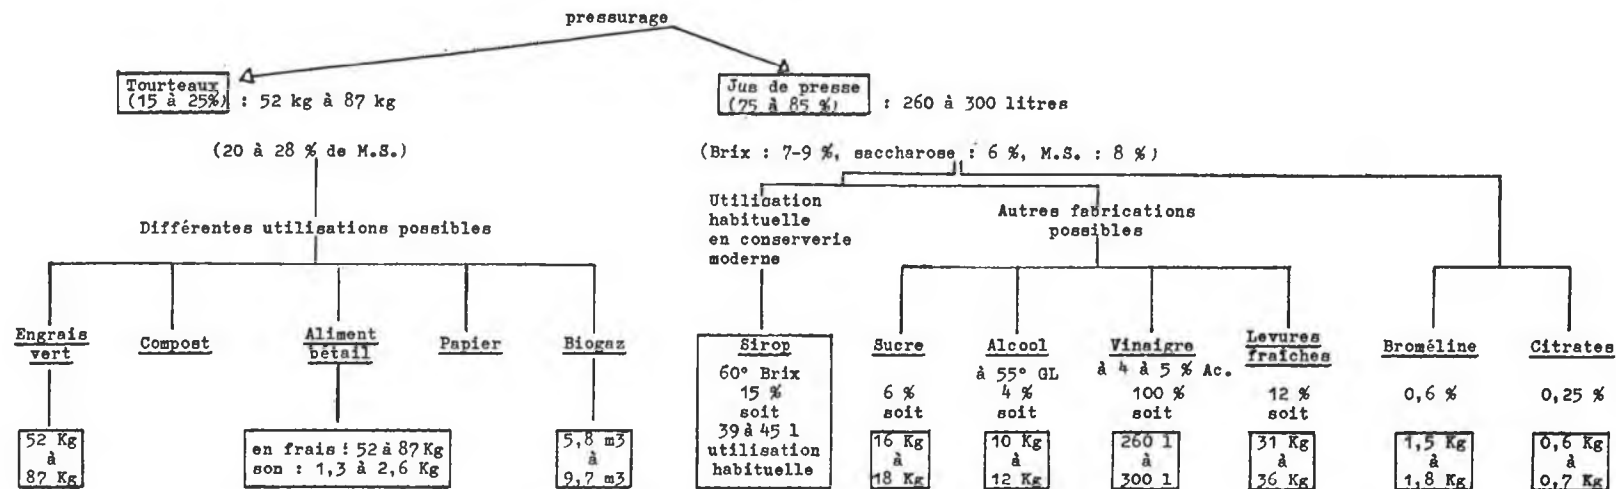 pressurage
Tourteaux
(15 à 25%) : 52 kg à 87 kg
Jus de presse
(75 à 85 %) : 260 à 300 litres
(20 à 28 % de M.S.)
(Brix : 7-9 %, saccharose : 6 %, M.S. : 8 %)
Différentes utilisations possibles
Utilisation
habituelle
en conserverie
moderne
Autres fabrications
possibles
Engrais
vert
52 Kg
à
87 Kg
Compost
Aliment
bétail
en frais : 52 à 87 Kg
son : 1,3 à 2,6 Kg
Papier
Biogaz
5,8 m3
à
9,7 m3
Sirop
60° Brix
15 %
soit
39 à 45 l
utilisation
habituelle
Sucre
6 %
soit
16 Kg
à
18 Kg
Alcool
à 55° GL
4 %
soit
10 Kg
à
12 Kg
Vinaigre
à 4 à 5 % Ac.
100 %
soit
260 l
à
300 l
Levures
fraîches
12 %
soit
31 Kg
à
36 Kg
Broméline
0,6 %
1,5 Kg
à
1,8 Kg
Citrates
0,25 %
0,6 Kg
à
0,7 Kg